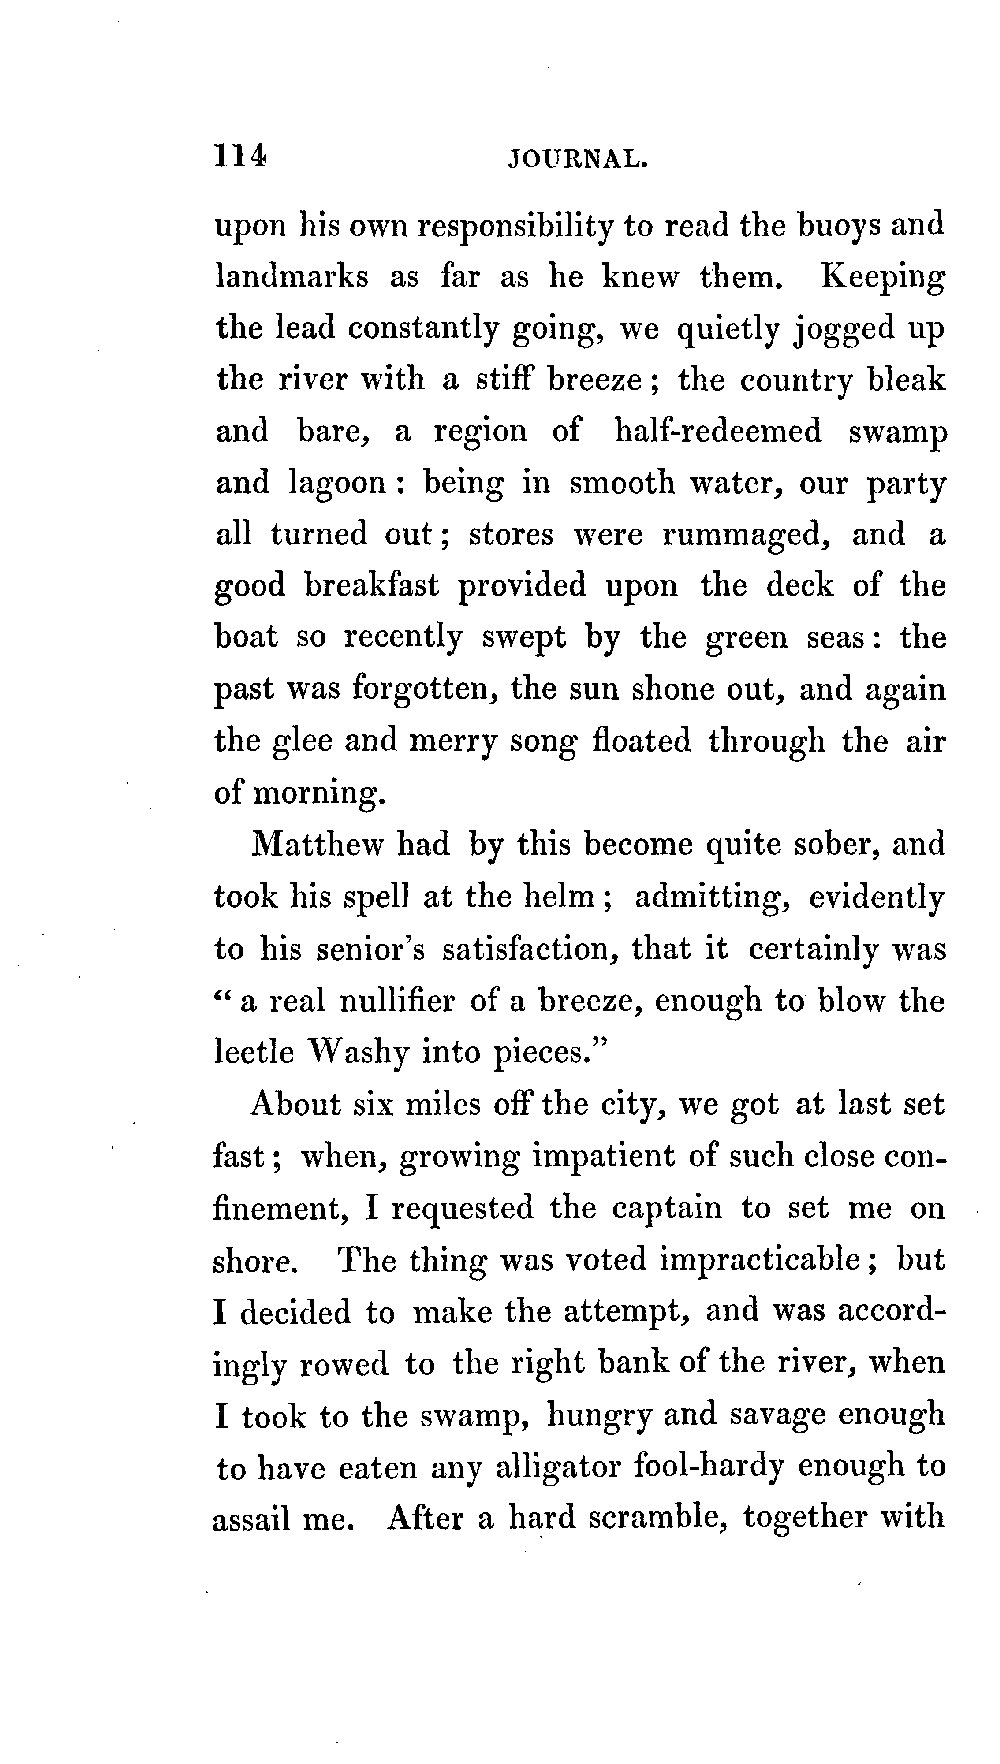 114 JOURNAL.
upon his own responsibility to read the buoys and
landmarks as far as he knew them. Keeping
the lead constantly going, we quietly jogged up
the river with a stiff breeze ; the country bleak
and bare, a region of half-redeemed swamp
and lagoon : being in smooth water, our party
all turned out ; stores were rummaged, and a
good breakfast provided upon the deck of the
boat so recently swept by the green seas : the
past was forgotten, the sun shone out, and again
the glee and merry song floated through the air
of morning.
Matthew had by this become quite sober, and
took his spell at the helm ; admitting, evidently
to his senior's satisfaction, that it certainly was
“ a real nullifier of a breeze, enough to blow the
leetle Washy into pieces.”
About six miles off the city, we got at last set
fast ; when, growing impatient of such close con-
finement, I requested the captain to set me on
shore. The thing was voted impracticable ; but
I decided to make the attempt, and was accord-
ingly rowed to the right bank of the river, when
I took to the swamp, hungry and savage enough
to have eaten any alligator fool-hardy enough to
assail me. After a hard scramble, together with